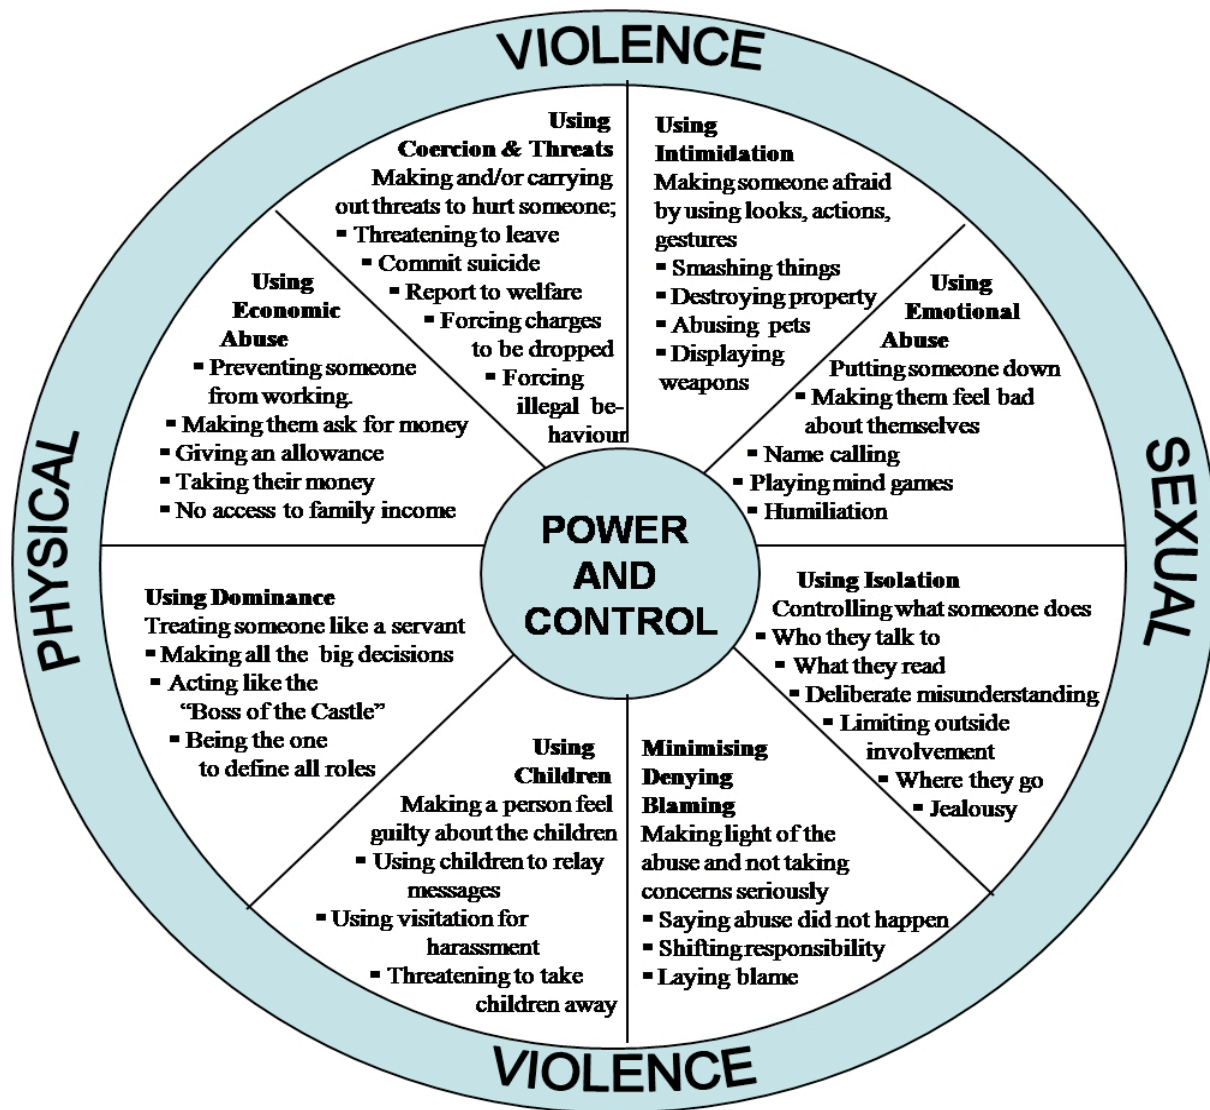 VIOLENCE
Using
Coercion & Threats
Making and/or carrying
out threats to hurt someone;
▪ Threatening to leave
▪ Commit suicide
▪ Report to welfare
▪ Forcing charges
to be dropped
▪ Forcing
illegal be-
haviour
Using
Intimidation
Making someone afraid
by using looks, actions,
gestures
▪ Smashing things
▪ Destroying property
▪ Abusing pets
▪ Displaying
weapons
Using
Emotional
Abuse
Putting someone down
▪ Making them feel bad
about themselves
▪ Name calling
▪ Playing mind games
▪ Humiliation
SEXUAL
Using Isolation
Controlling what someone does
▪ Who they talk to
▪ What they read
▪ Deliberate misunderstanding
▪ Limiting outside
involvement
▪ Where they go
▪ Jealousy
Minimising
Denying
Blaming
Making light of the
abuse and not taking
concerns seriously
▪ Saying abuse did not happen
▪ Shifting responsibility
▪ Laying blame
VIOLENCE
Using
Children
Making a person feel
guilty about the children
▪ Using children to relay
messages
▪ Using visitation for
harassment
▪ Threatening to take
children away
Using Dominance
Treating someone like a servant
▪ Making all the big decisions
▪ Acting like the
“Boss of the Castle”
▪ Being the one
to define all roles
PHYSICAL
Using
Economic
Abuse
▪ Preventing someone
from working.
▪ Making them ask for money
▪ Giving an allowance
▪ Taking their money
▪ No access to family income
POWER
AND
CONTROL